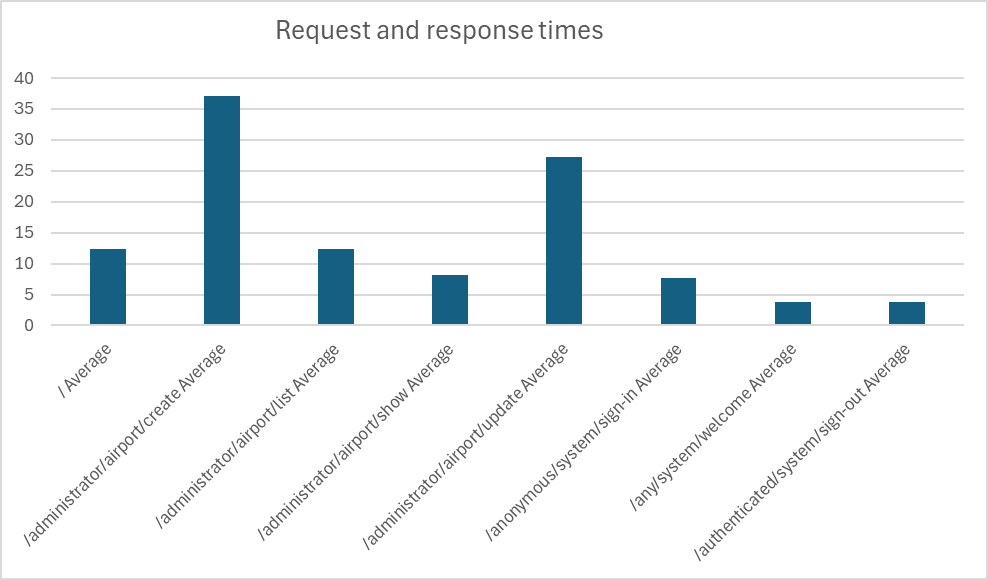 Request and response times
40
35
30
25
20
15
10
5
0
/ Average
/administrator/airport/create Average
/administrator/airport/list Average
/administrator/airport/show Average
/administrator/airport/update Average
/anonymous/system/sign-in Average
/any/system/welcome Average
/authenticated/system/sign-out Average